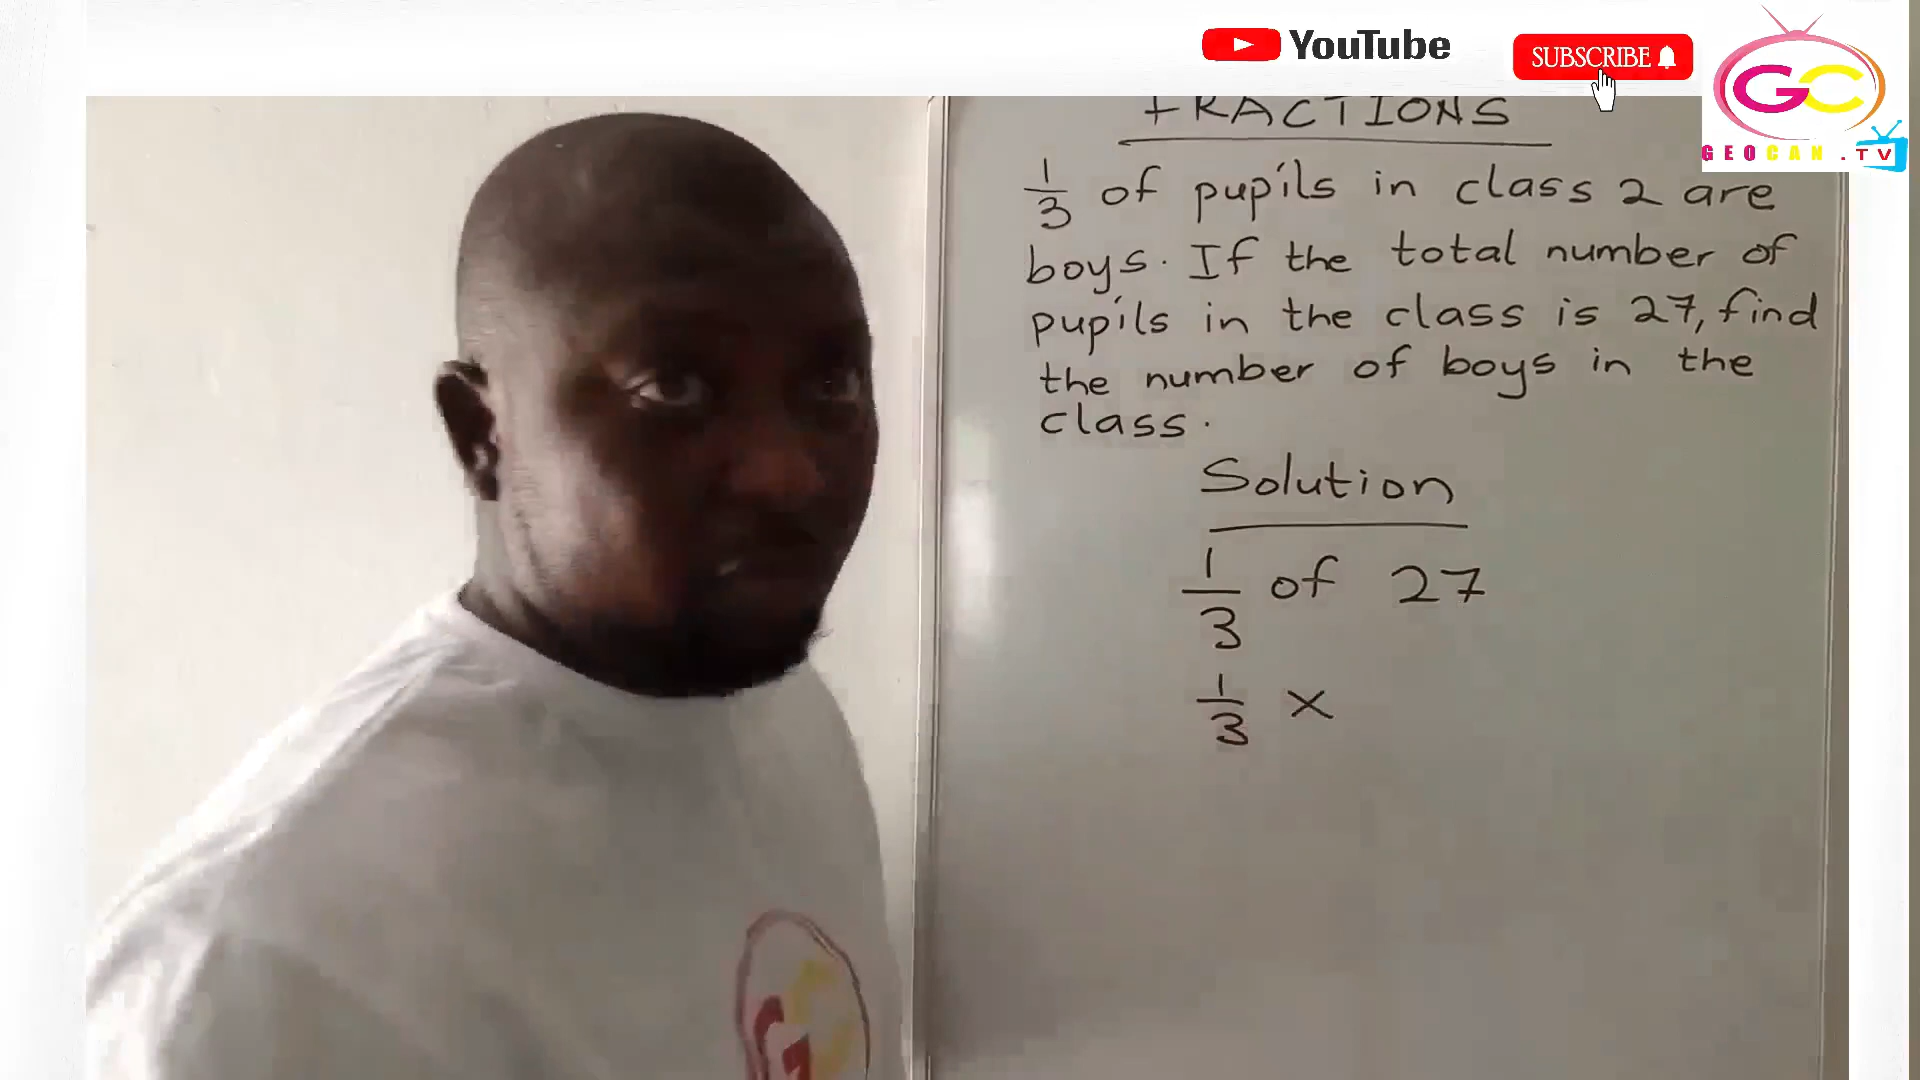 YouTube
SUBSCRIBE
GC
GEOCAN.TV
FRACTIONS
1/3 of pupils in class 2 are
boys. If the total number of
pupils in the class is 27, find
the number of boys in the
class.
Solution
1/3 of 27
1/3 ×